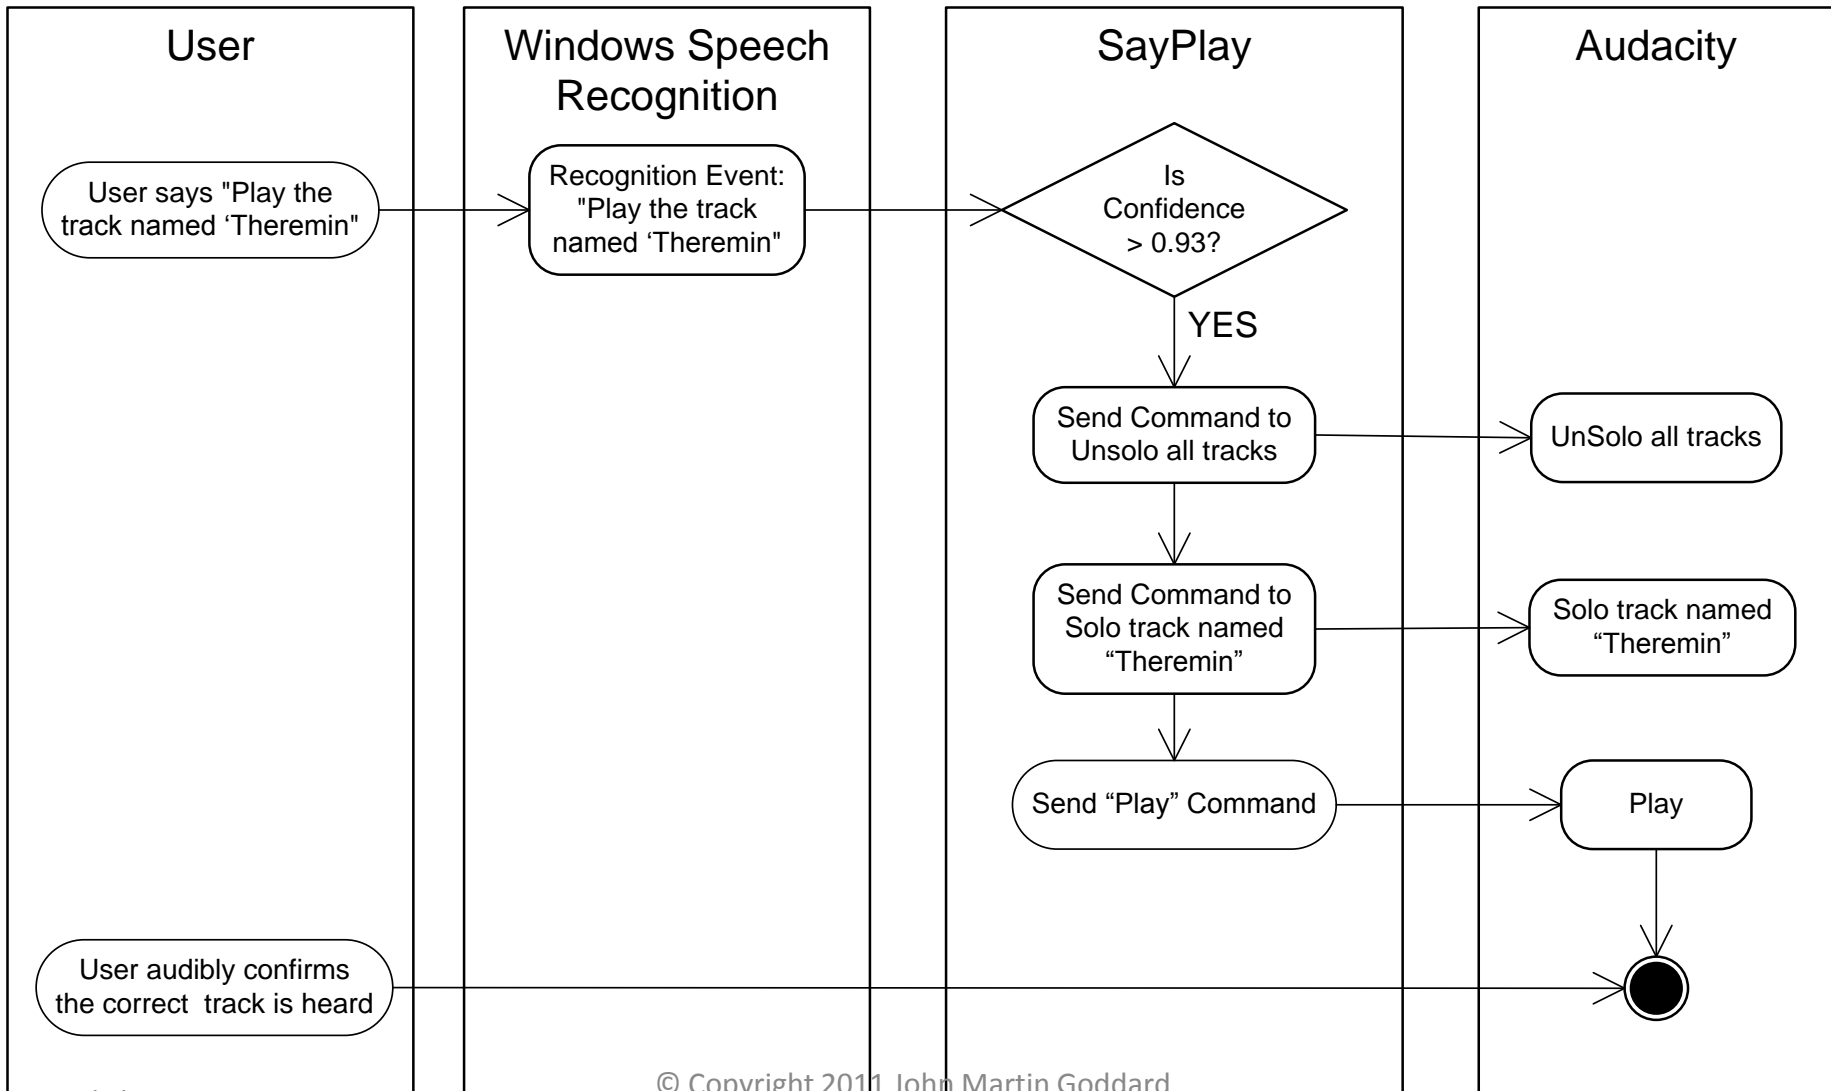 User
Windows Speech
Recognition
SayPlay
Audacity
User says "Play the
track named ‘Theremin"
Recognition Event:
"Play the track
named ‘Theremin"
Is
Confidence
> 0.93?
YES
Send Command to
Unsolo all tracks
UnSolo all tracks
Send Command to
Solo track named
“Theremin”
Solo track named
“Theremin”
Send “Play” Command
Play
User audibly confirms
the correct track is heard
© Copyright 2011 John Martin Goddard